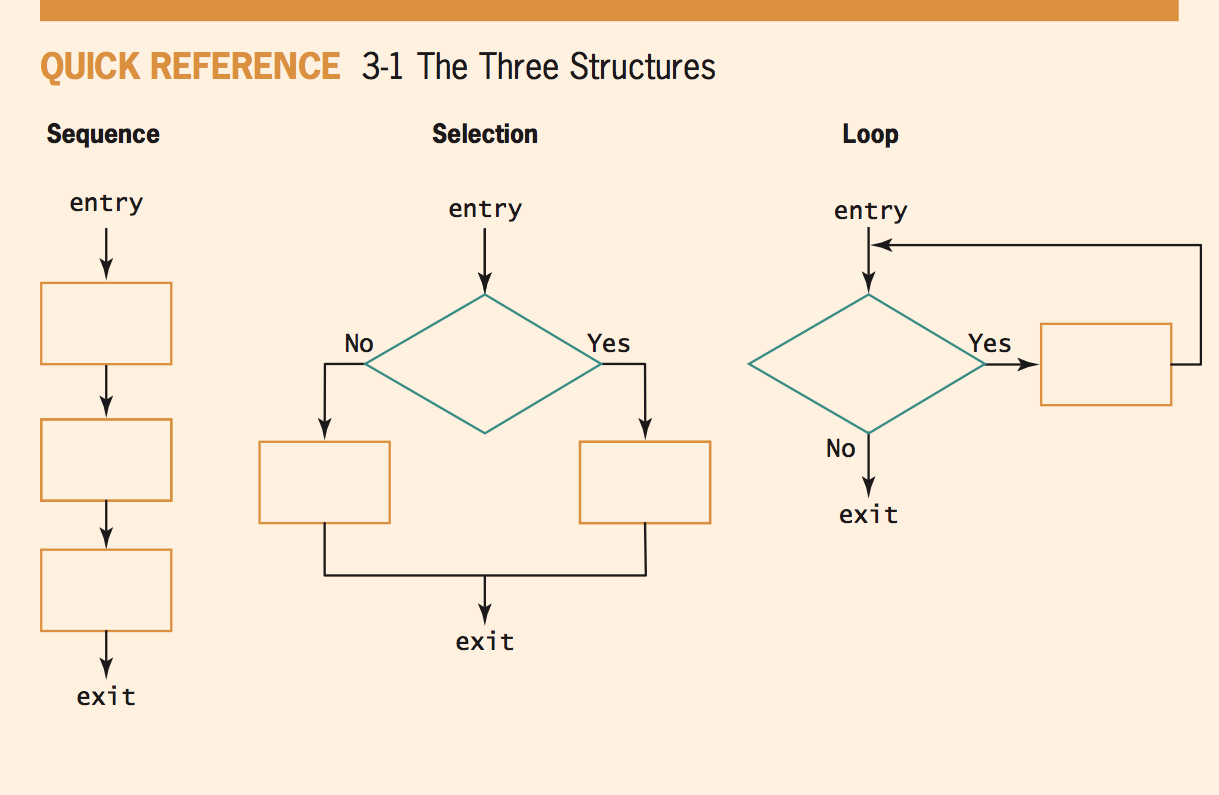 QUICK REFERENCE 3-1 The Three Structures
Sequence
entry
exit
Selection
entry
No
Yes
exit
Loop
entry
Yes
No
exit